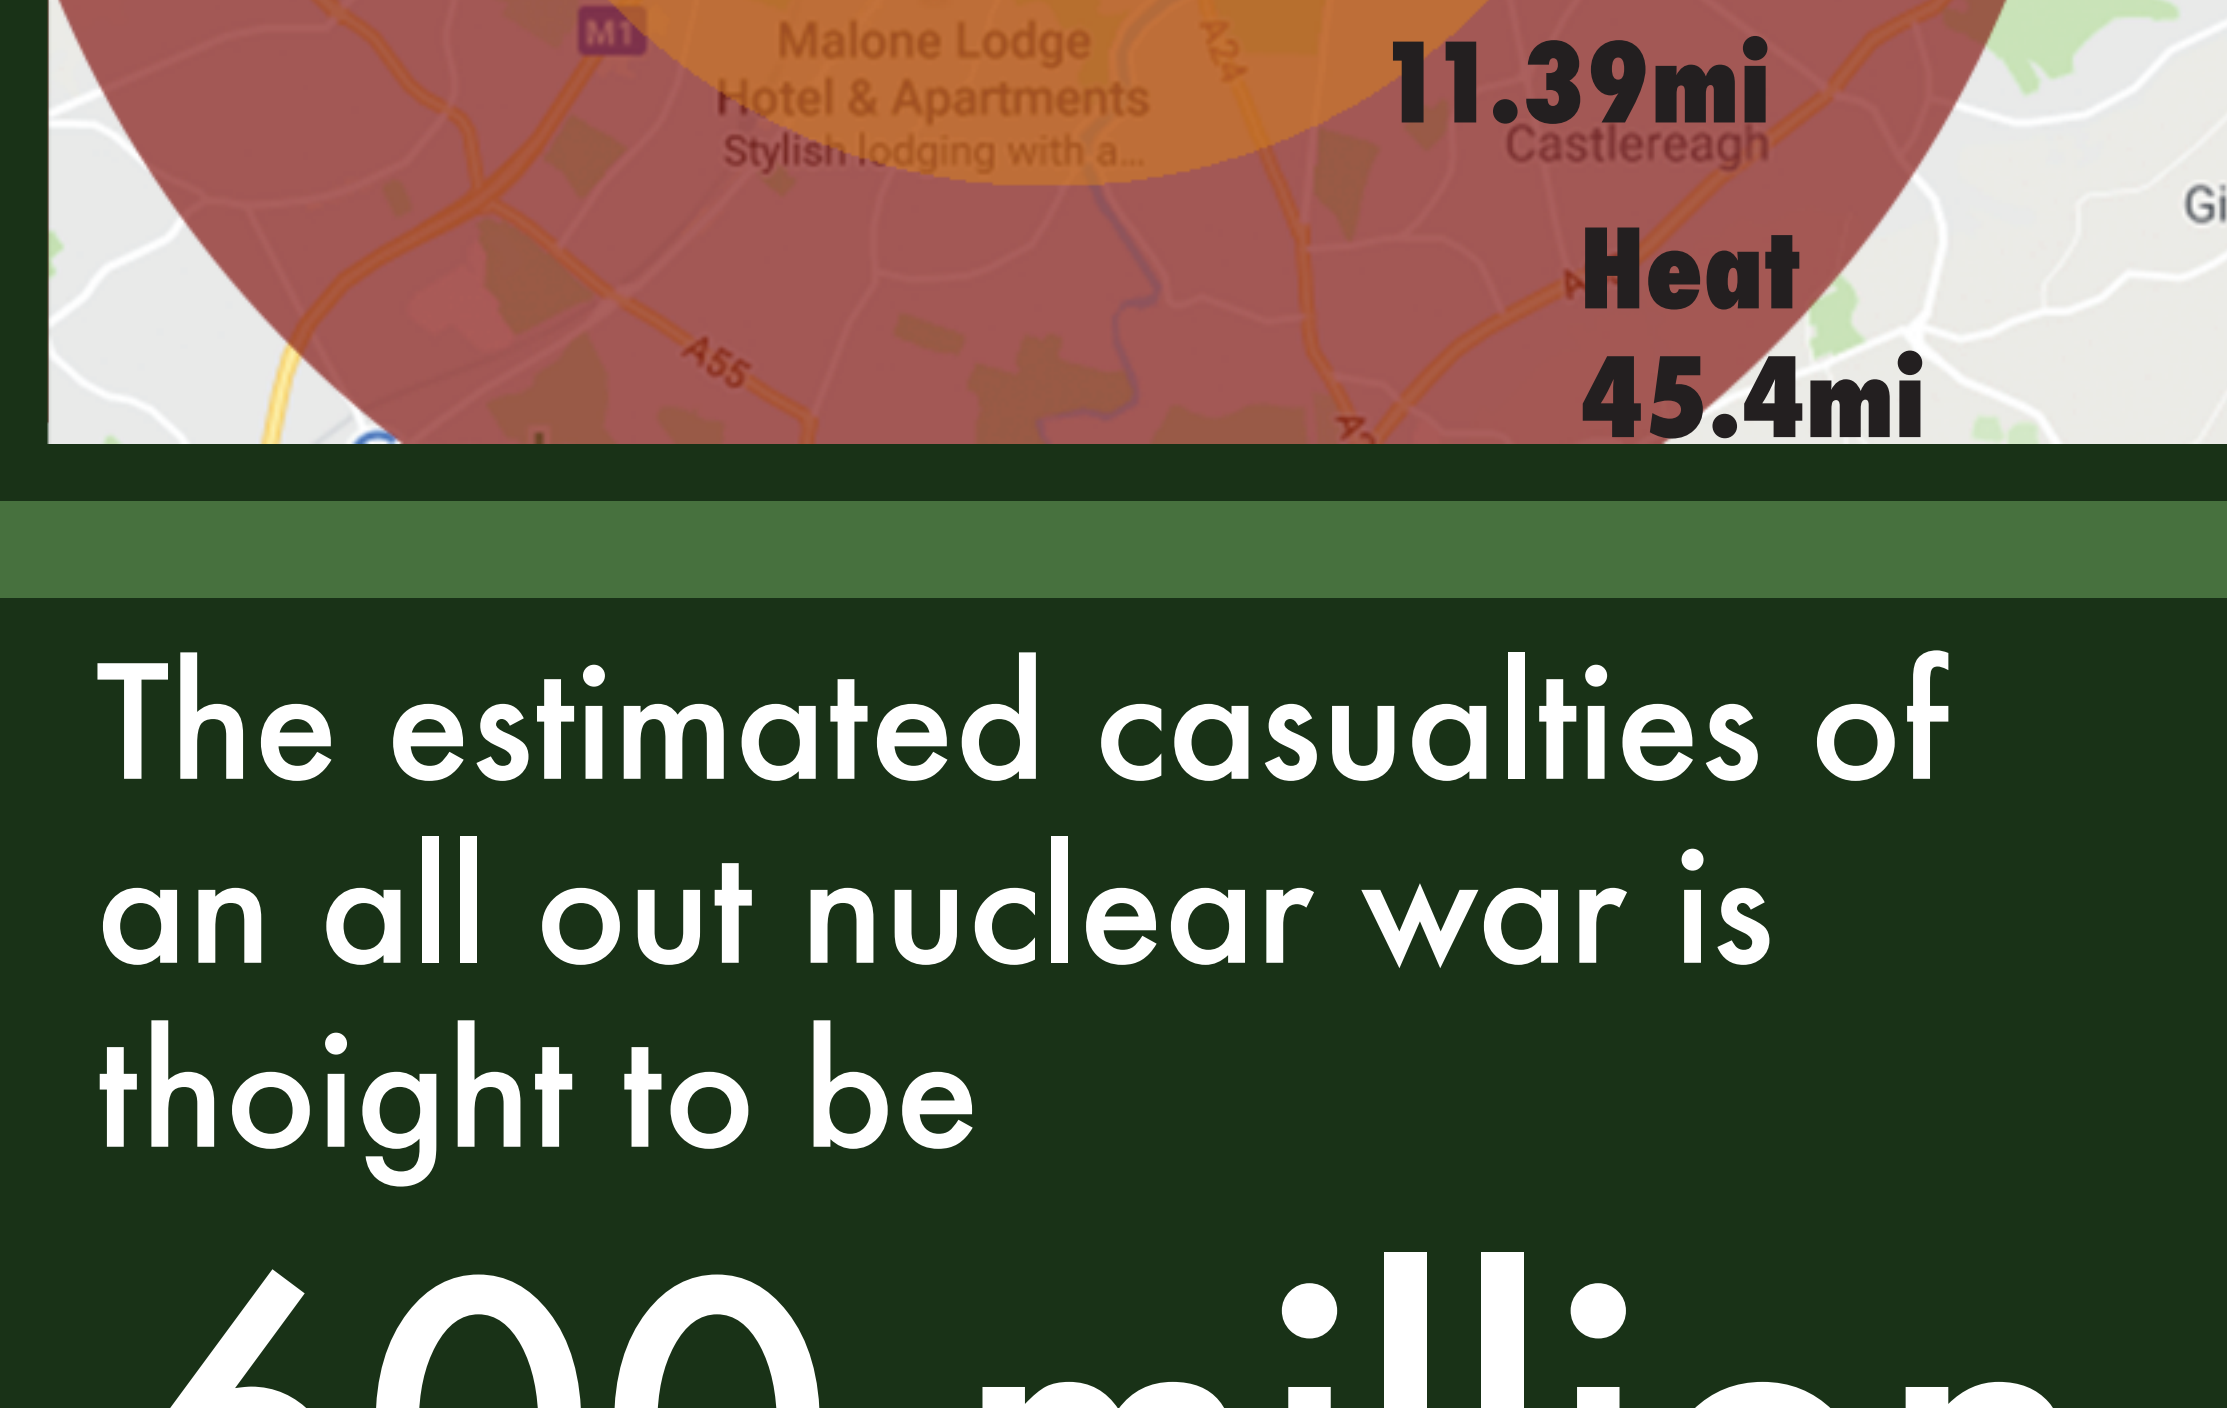 M1
Malone Lodge
Hotel & Apartments
Stylish lodging with a...
A24
11.39mi
Castlereagh
Gi
Heat
45.4mi
A55
The estimated casualties of
an all out nuclear war is
thoight to be
600 million